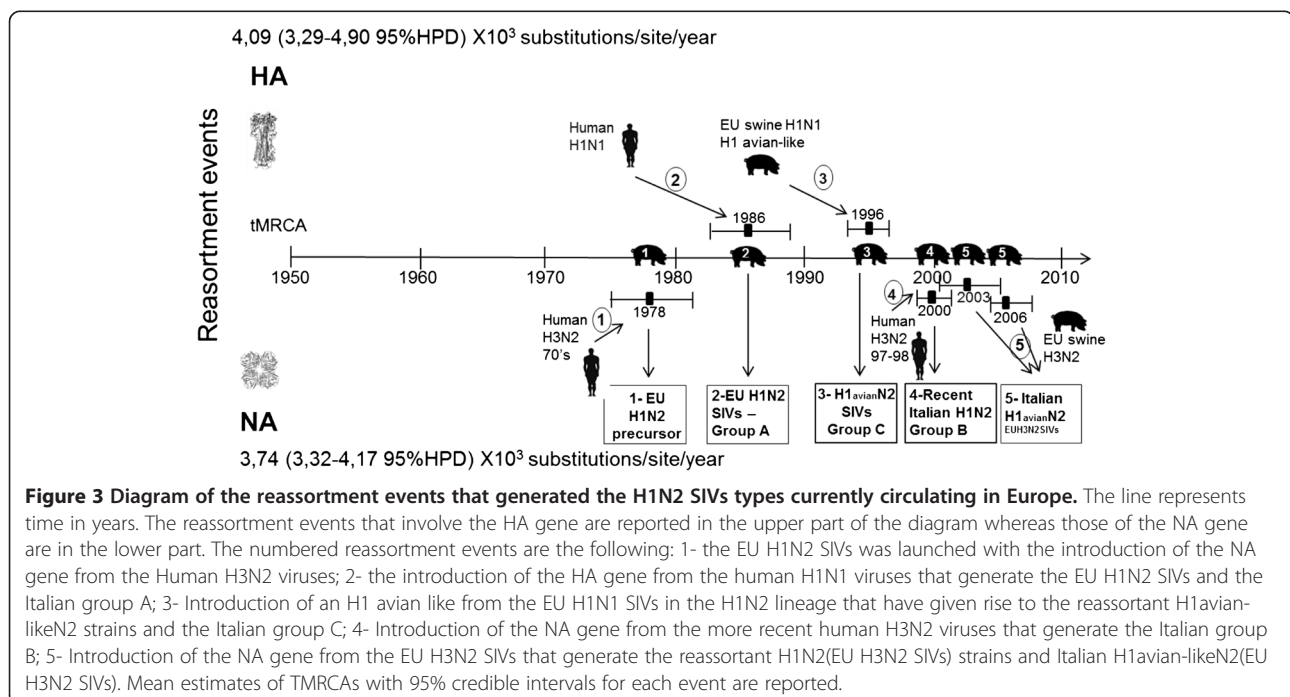 4,09 (3,29-4,90 95%HPD) X10³ substitutions/site/year
HA
Reasortment events
Human
H1N1
EU swine H1N1
H1 avian-like
2
3
tMRCA
1986
1996
1
2
3
4
5
5
1950
1960
1970
1980
1990
2000
2010
1978
2000
2003
2006
Human
H3N2
70's
1
4
Human
H3N2
97-98
5
EU swine
H3N2
NA
1- EU
H1N2
precursor
2-EU H1N2
SIVs –
Group A
3- H1avianN2
SIVs
Group C
4-Recent
Italian H1N2
Group B
5- Italian
H1avianN2
EUH3N2SIVs
3,74 (3,32-4,17 95%HPD) X10³ substitutions/site/year
Figure 3 Diagram of the reassortment events that generated the H1N2 SIVs types currently circulating in Europe. The line represents
time in years. The reassortment events that involve the HA gene are reported in the upper part of the diagram whereas those of the NA gene
are in the lower part. The numbered reassortment events are the following: 1- the EU H1N2 SIVs was launched with the introduction of the NA
gene from the Human H3N2 viruses; 2- the introduction of the HA gene from the human H1N1 viruses that generate the EU H1N2 SIVs and the
Italian group A; 3- Introduction of an H1 avian like from the EU H1N1 SIVs in the H1N2 lineage that have given rise to the reassortant H1avian-
likeN2 strains and the Italian group C; 4- Introduction of the NA gene from the more recent human H3N2 viruses that generate the Italian group
B; 5- Introduction of the NA gene from the EU H3N2 SIVs that generate the reassortant H1N2(EU H3N2 SIVs) strains and Italian H1avian-likeN2(EU
H3N2 SIVs). Mean estimates of TMRCAs with 95% credible intervals for each event are reported.